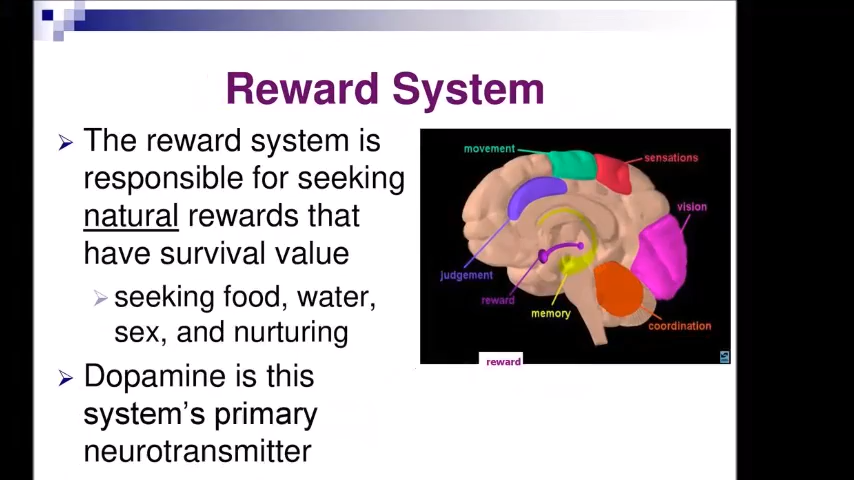 Reward System
The reward system is
responsible for seeking
natural rewards that
have survival value
seeking food, water,
sex, and nurturing
Dopamine is this
system's primary
neurotransmitter
movement
sensations
vision
judgement
reward
memory
coordination
reward